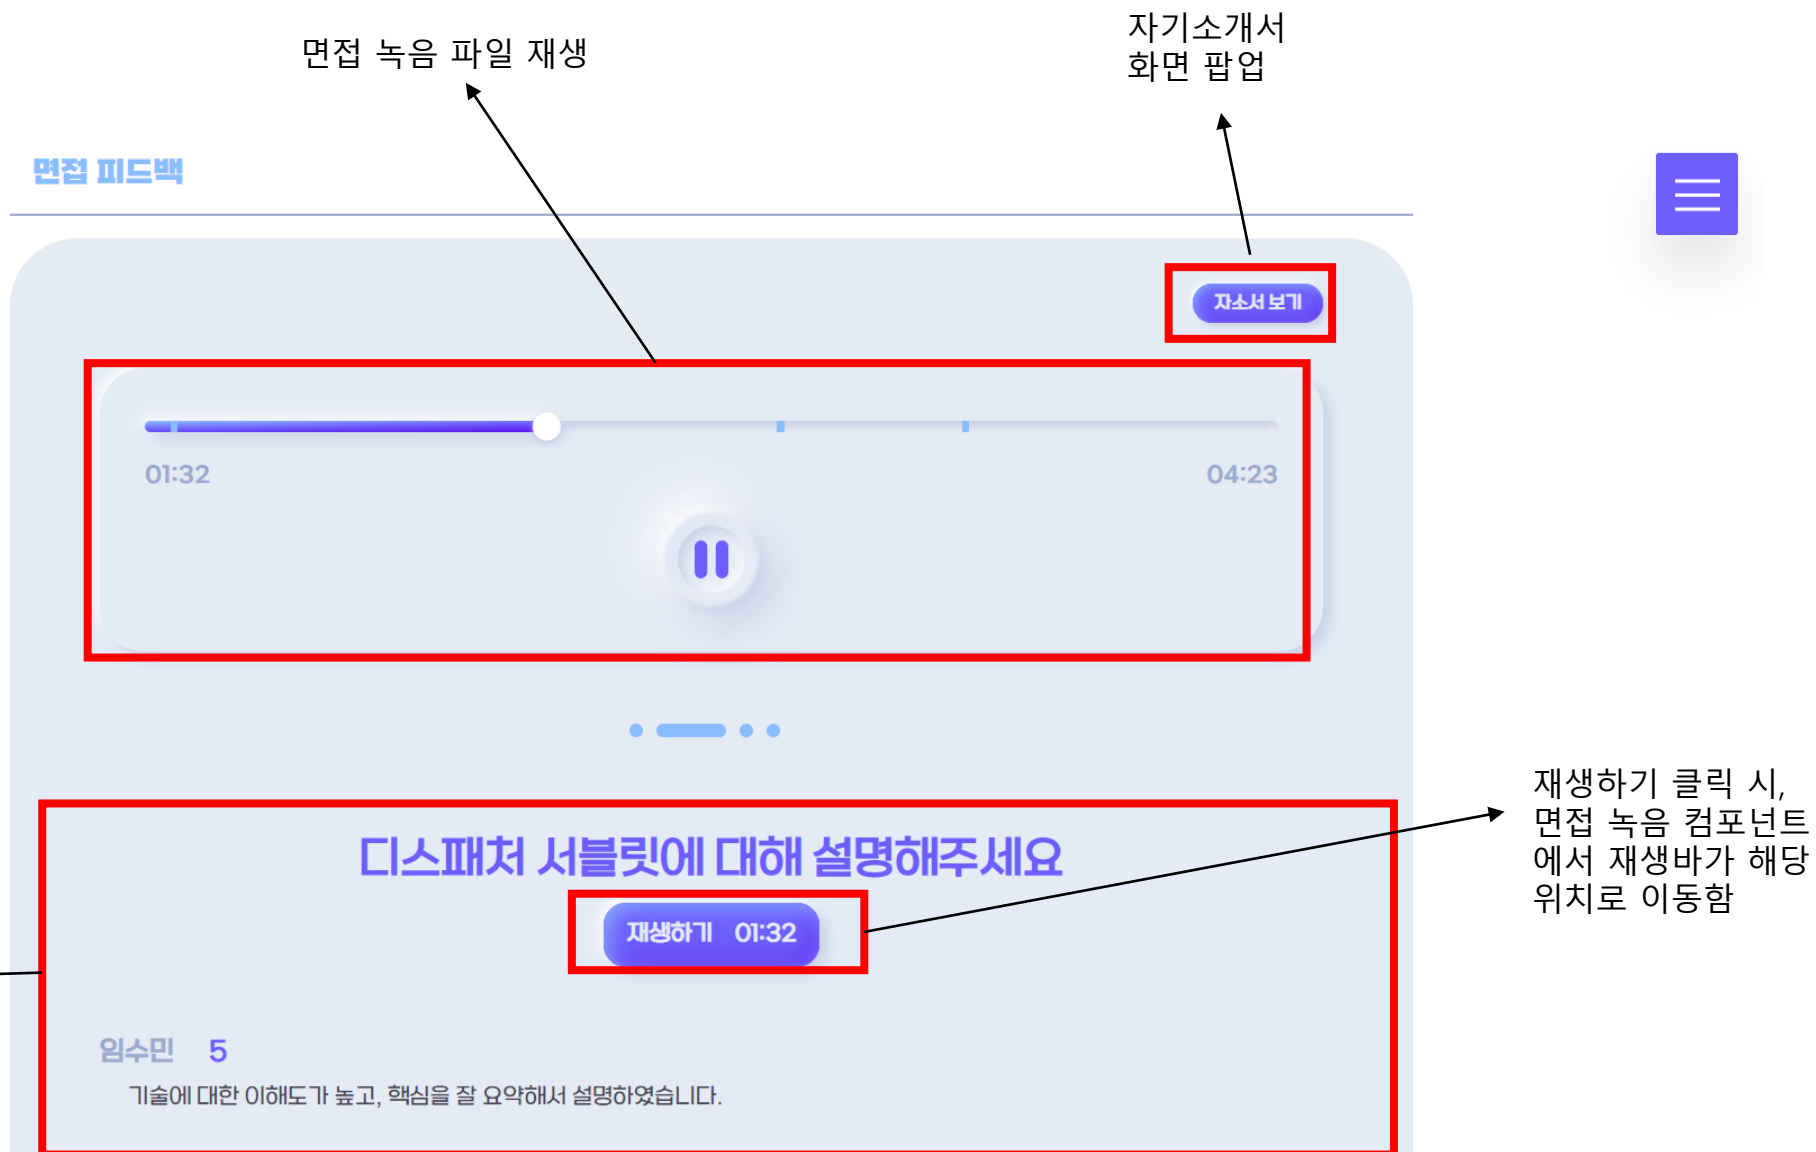 면접 녹음 파일 재생
자기소개서
화면 팝업
면접 피드백
자소서 보기
01:32
04:23
디스패쳐 서블릿에 대해 설명해주세요
재생하기 01:32
재생하기 클릭 시,
면접 녹음 컴포넌트
에서 재생바가 해당
위치로 이동함
임수민 5
기술에 대한 이해도가 높고, 핵심을 잘 요약해서 설명하였습니다.